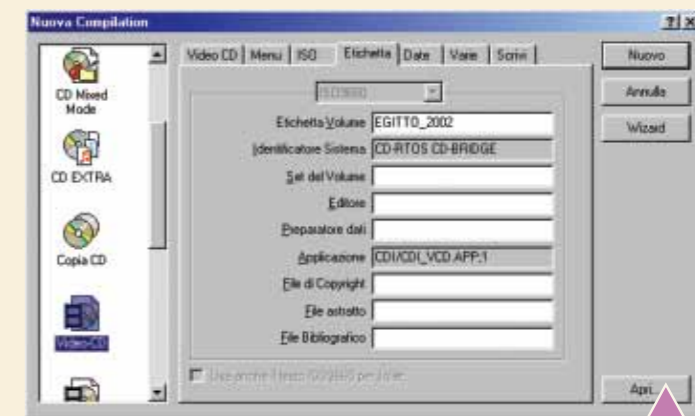 Nuova Compilation
Video CD Menu ISO Etichetta Date Varie Scrivi
Nuovo
Annulla
Wizard
CD Mixed
Mode
CD EXTRA
Copia CD
Video-CD
ISO9660
Etichetta Volume EGITTO_2002
Identificatore Sistema CD-RTOS CD-BRIDGE
Set del Volume
Editore
Preparatore dati
Applicazione CDI/CDI_VCD.APP;1
File di Copyright
File astratto
File Bibliografico
Apri...